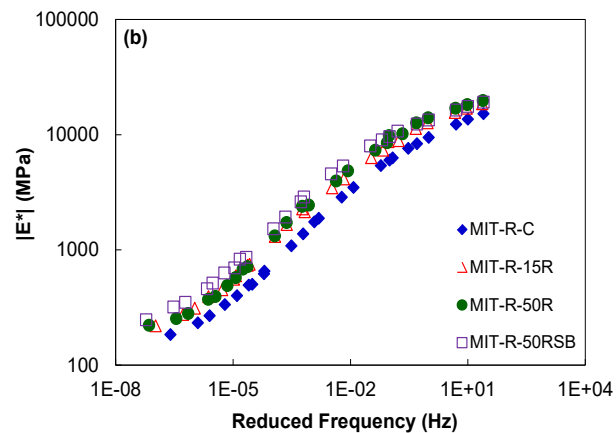 100000
(b)
10000
|E*| (MPa)
1000
100
MIT-R-C
MIT-R-15R
MIT-R-50R
MIT-R-50RSB
1E-08
1E-05
1E-02
1E+01
1E+04
Reduced Frequency (Hz)